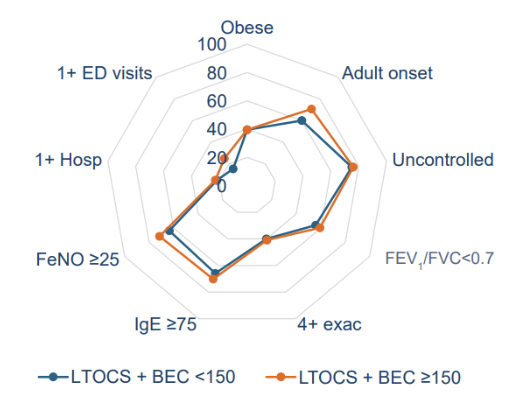 Obese
100
1+ ED visits
80
Adult onset
60
40
1+ Hosp
20
Uncontrolled
0
FeNO ≥25
FEV₁/FVC<0.7
IgE ≥75
4+ exac
LTOCS + BEC <150
LTOCS + BEC ≥150